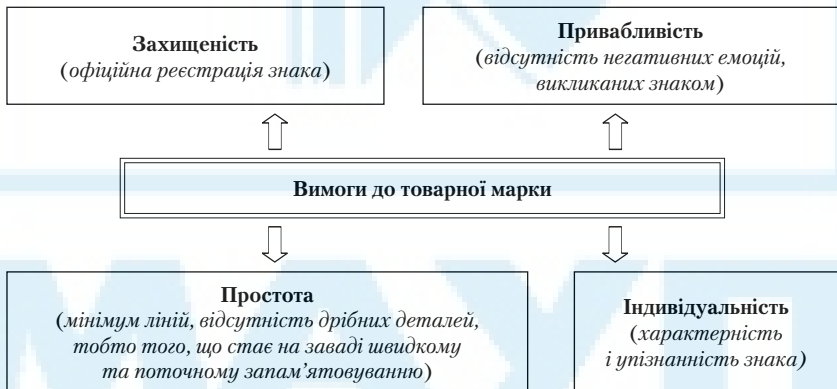 Захищеність
(офіційна реєстрація знака)
Привабливість
(відсутність негативних емоцій,
викликаних знаком)
Вимоги до товарної марки
Простота
(мінімум ліній, відсутність дрібних деталей,
тобто того, що стає на заваді швидкому
та поточному запам’ятовуванню)
Індивідуальність
(характерність
і упізнанність знака)